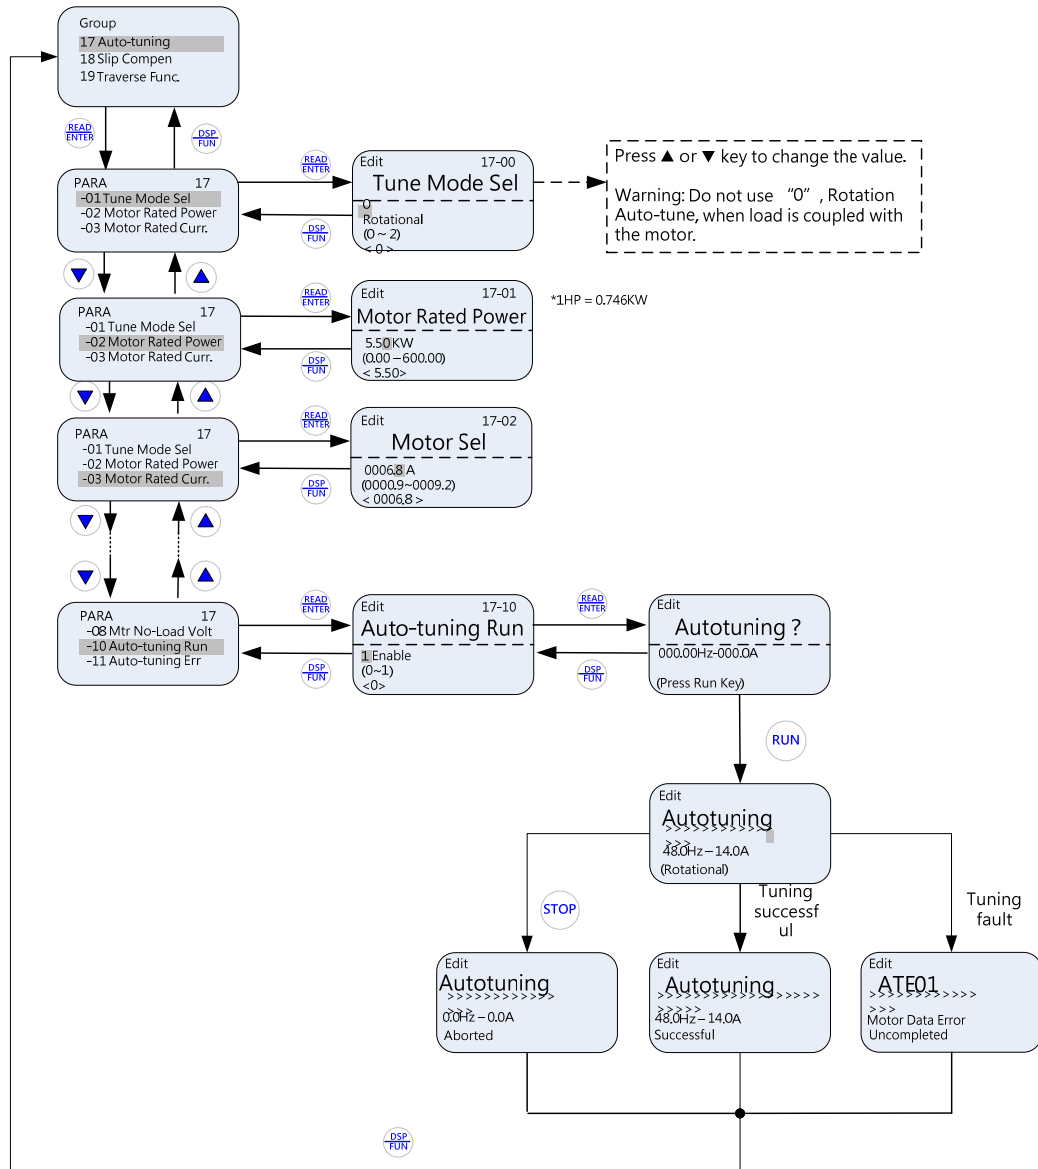 Group
17 Auto-tuning
18 Slip Compen
19 Traverse Func.
READ
ENTER
DSP
FUN
PARA 17
-01 Tune Mode Sel
-02 Motor Rated Power
-03 Motor Rated Curr.
READ
ENTER
DSP
FUN
Edit 17-00
Tune Mode Sel
0
Rotational
(0 ~ 2)
< 0 >
Press ▲ or ▼ key to change the value.
Warning: Do not use “0”, Rotation
Auto-tune, when load is coupled with
the motor.
PARA 17
-01 Tune Mode Sel
-02 Motor Rated Power
-03 Motor Rated Curr.
READ
ENTER
DSP
FUN
Edit 17-01
Motor Rated Power
5.50 KW
(0.00 – 600.00)
< 5.50>
*1HP = 0.746KW
PARA 17
-01 Tune Mode Sel
-02 Motor Rated Power
-03 Motor Rated Curr.
READ
ENTER
DSP
FUN
Edit 17-02
Motor Sel
0006.8 A
(0000.9~0009.2)
< 0006.8 >
PARA 17
-08 Mtr No-Load Volt
-10 Auto-tuning Run
-11 Auto-tuning Err
READ
ENTER
DSP
FUN
Edit 17-10
Auto-tuning Run
1 Enable
(0~1)
<0>
READ
ENTER
DSP
FUN
Edit
Autotuning ?
000.00Hz-000.0A
(Press Run Key)
RUN
Edit
Autotuning
>>>>>>>>>>>>
>>>
48.0Hz – 14.0A
(Rotational)
STOP
Tuning
successf
ul
Tuning
fault
Edit
Autotuning
>>>>>>>>>>>>
>>>
0.0Hz – 0.0A
Aborted
Edit
Autotuning
>>>>>>>>>>>>>>>>>>
>>>>>
48.0Hz – 14.0A
Successful
Edit
ATE01
>>>>>>>>>>>>
>>>
Motor Data Error
Uncompleted
DSP
FUN